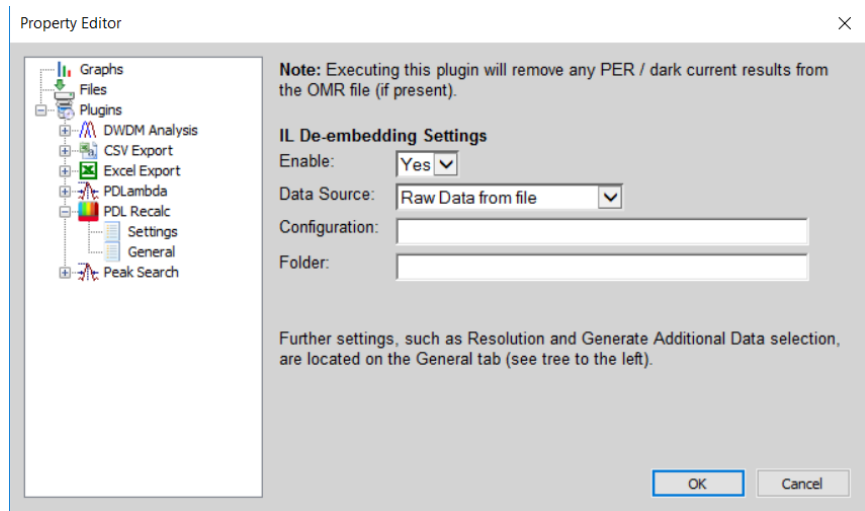 Property Editor
Graphs
Files
Plugins
DWDM Analysis
CSV Export
Excel Export
PDLambda
PDL Recalc
Settings
General
Peak Search
Note: Executing this plugin will remove any PER / dark current results from
the OMR file (if present).
IL De-embedding Settings
Enable: Yes
Data Source: Raw Data from file
Configuration:
Folder:
Further settings, such as Resolution and Generate Additional Data selection,
are located on the General tab (see tree to the left).
OK Cancel